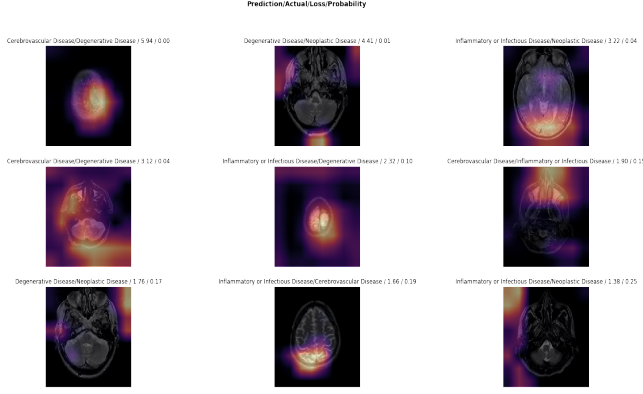 Prediction/Actual/Loss/Probability
Cerebrovascular Disease/Degenerative Disease / 5.94 / 0.00
Degenerative Disease/Neoplastic Disease / 4.41 / 0.01
Inflammatory or Infectious Disease/Neoplastic Disease / 3.22 / 0.04
Cerebrovascular Disease/Degenerative Disease / 3.12 / 0.04
Inflammatory or Infectious Disease/Degenerative Disease / 2.32 / 0.10
Cerebrovascular Disease/Inflammatory or Infectious Disease / 1.90 / 0.15
Degenerative Disease/Neoplastic Disease / 1.76 / 0.17
Inflammatory or Infectious Disease/Cerebrovascular Disease / 1.66 / 0.19
Inflammatory or Infectious Disease/Neoplastic Disease / 1.38 / 0.25